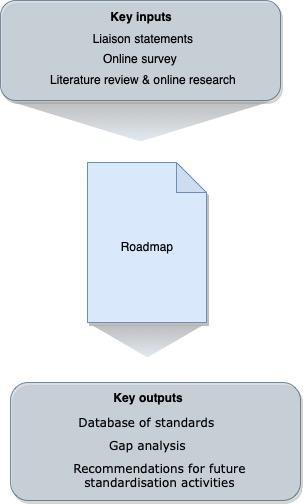 Key inputs
Liaison statements
Online survey
Literature review & online research
Roadmap
Key outputs
Database of standards
Gap analysis
Recommendations for future
standardisation activities